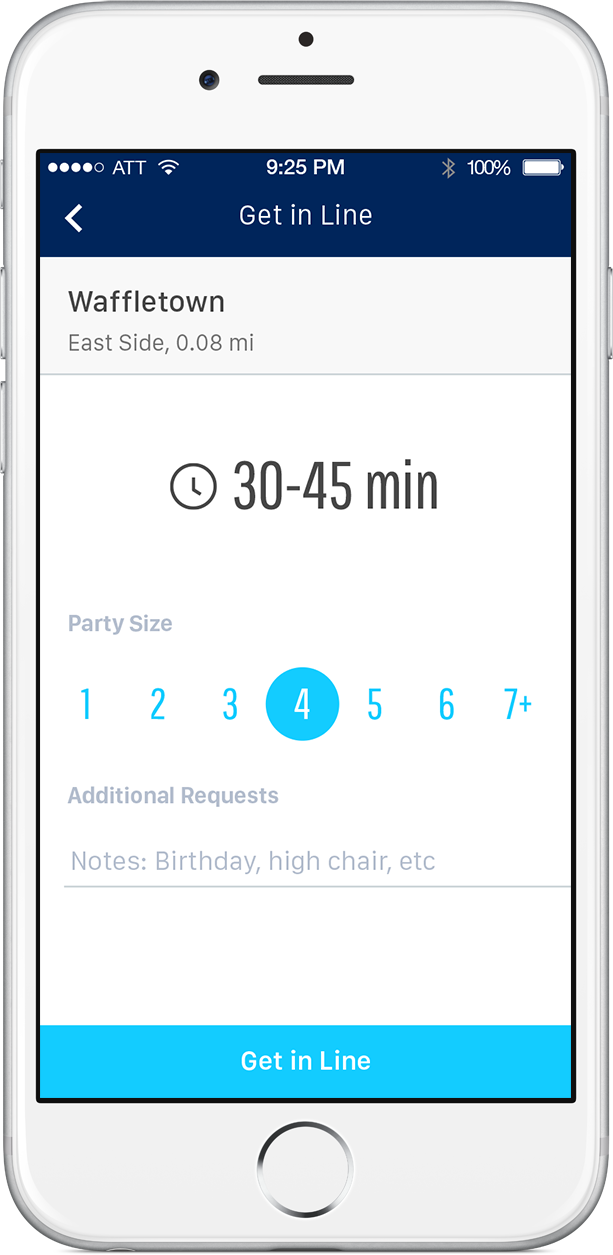 ATT 9:25 PM 100%
Get in Line
Waffletown
East Side, 0.08 mi
30-45 min
Party Size
1 2 3 4 5 6 7+
Additional Requests
Notes: Birthday, high chair, etc
Get in Line